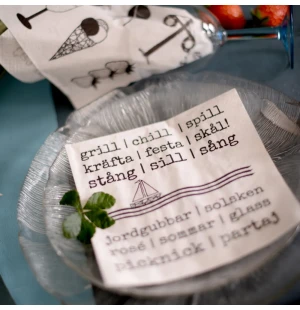 grill | chill | spill
kräfta | festa | skål!
stång | sill | sång
jordgubbar | solsken
rosé | sommar | glass
picknick | partaj